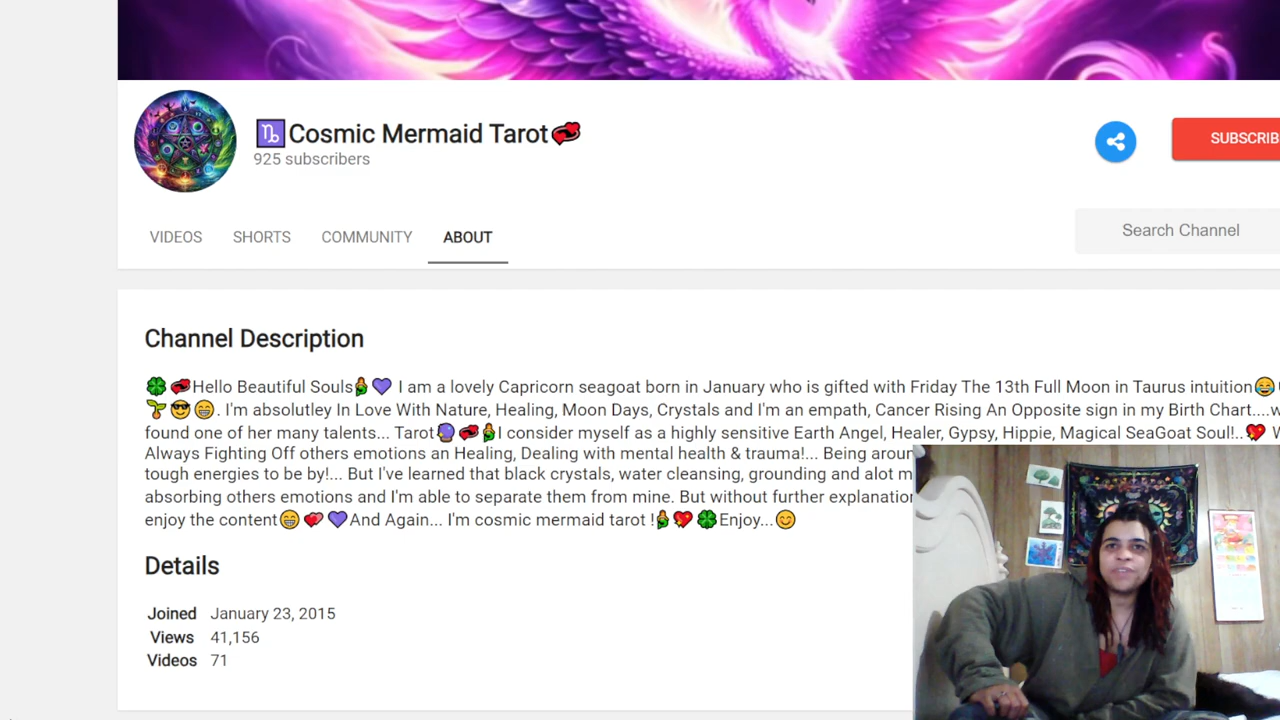 ♑Cosmic Mermaid Tarot💞
925 subscribers
SUBSCRIB
VIDEOS SHORTS COMMUNITY ABOUT
Search Channel
Channel Description
🍀💞Hello Beautiful Souls🧜‍♀️💜 I am a lovely Capricorn seagoat born in January who is gifted with Friday The 13th Full Moon in Taurus intuition😂
🌱😎😁. I'm absolutley In Love With Nature, Healing, Moon Days, Crystals and I'm an empath, Cancer Rising An Opposite sign in my Birth Chart....w
found one of her many talents... Tarot🔮💞🧜‍♀️I consider myself as a highly sensitive Earth Angel, Healer, Gypsy, Hippie, Magical SeaGoat Soul!..💖 W
Always Fighting Off others emotions an Healing, Dealing with mental health & trauma!... Being aroun
tough energies to be by!... But I've learned that black crystals, water cleansing, grounding and alot m
absorbing others emotions and I'm able to separate them from mine. But without further explanation
enjoy the content😁💕💜And Again... I'm cosmic mermaid tarot !🧜‍♀️💖🍀Enjoy...😊
Details
Joined January 23, 2015
Views 41,156
Videos 71